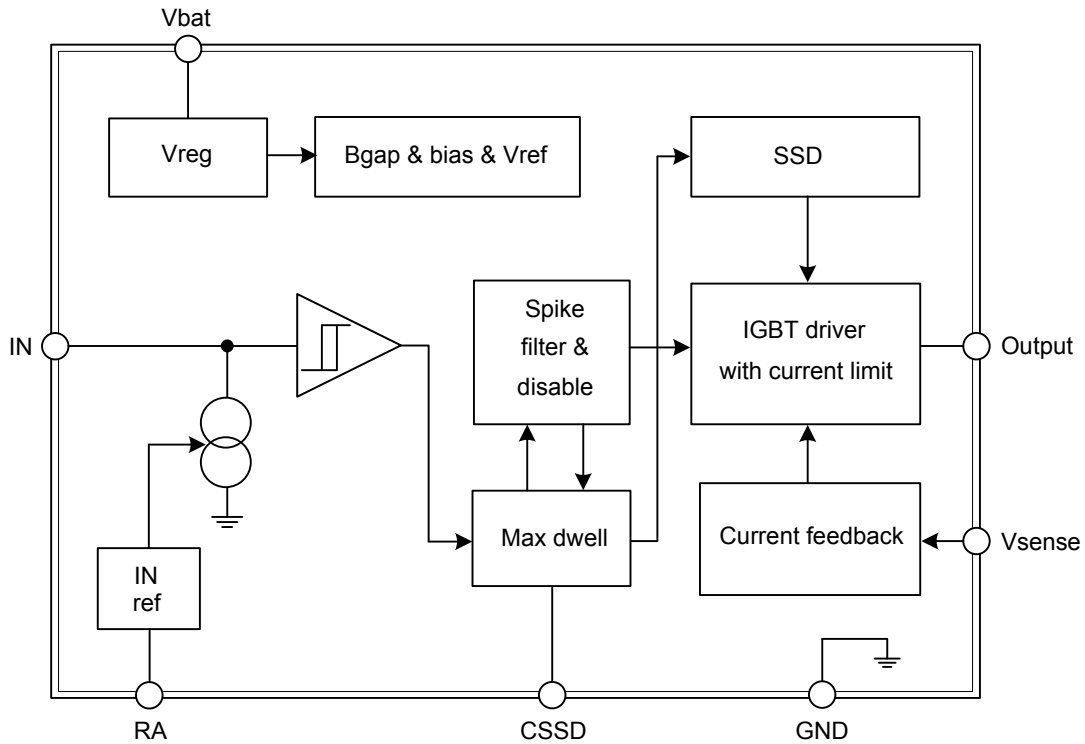 Vbat
Vreg
Bgap & bias & Vref
SSD
IN
Spike
filter &
disable
IGBT driver
with current limit
Output
Max dwell
Current feedback
Vsense
IN
ref
RA
CSSD
GND